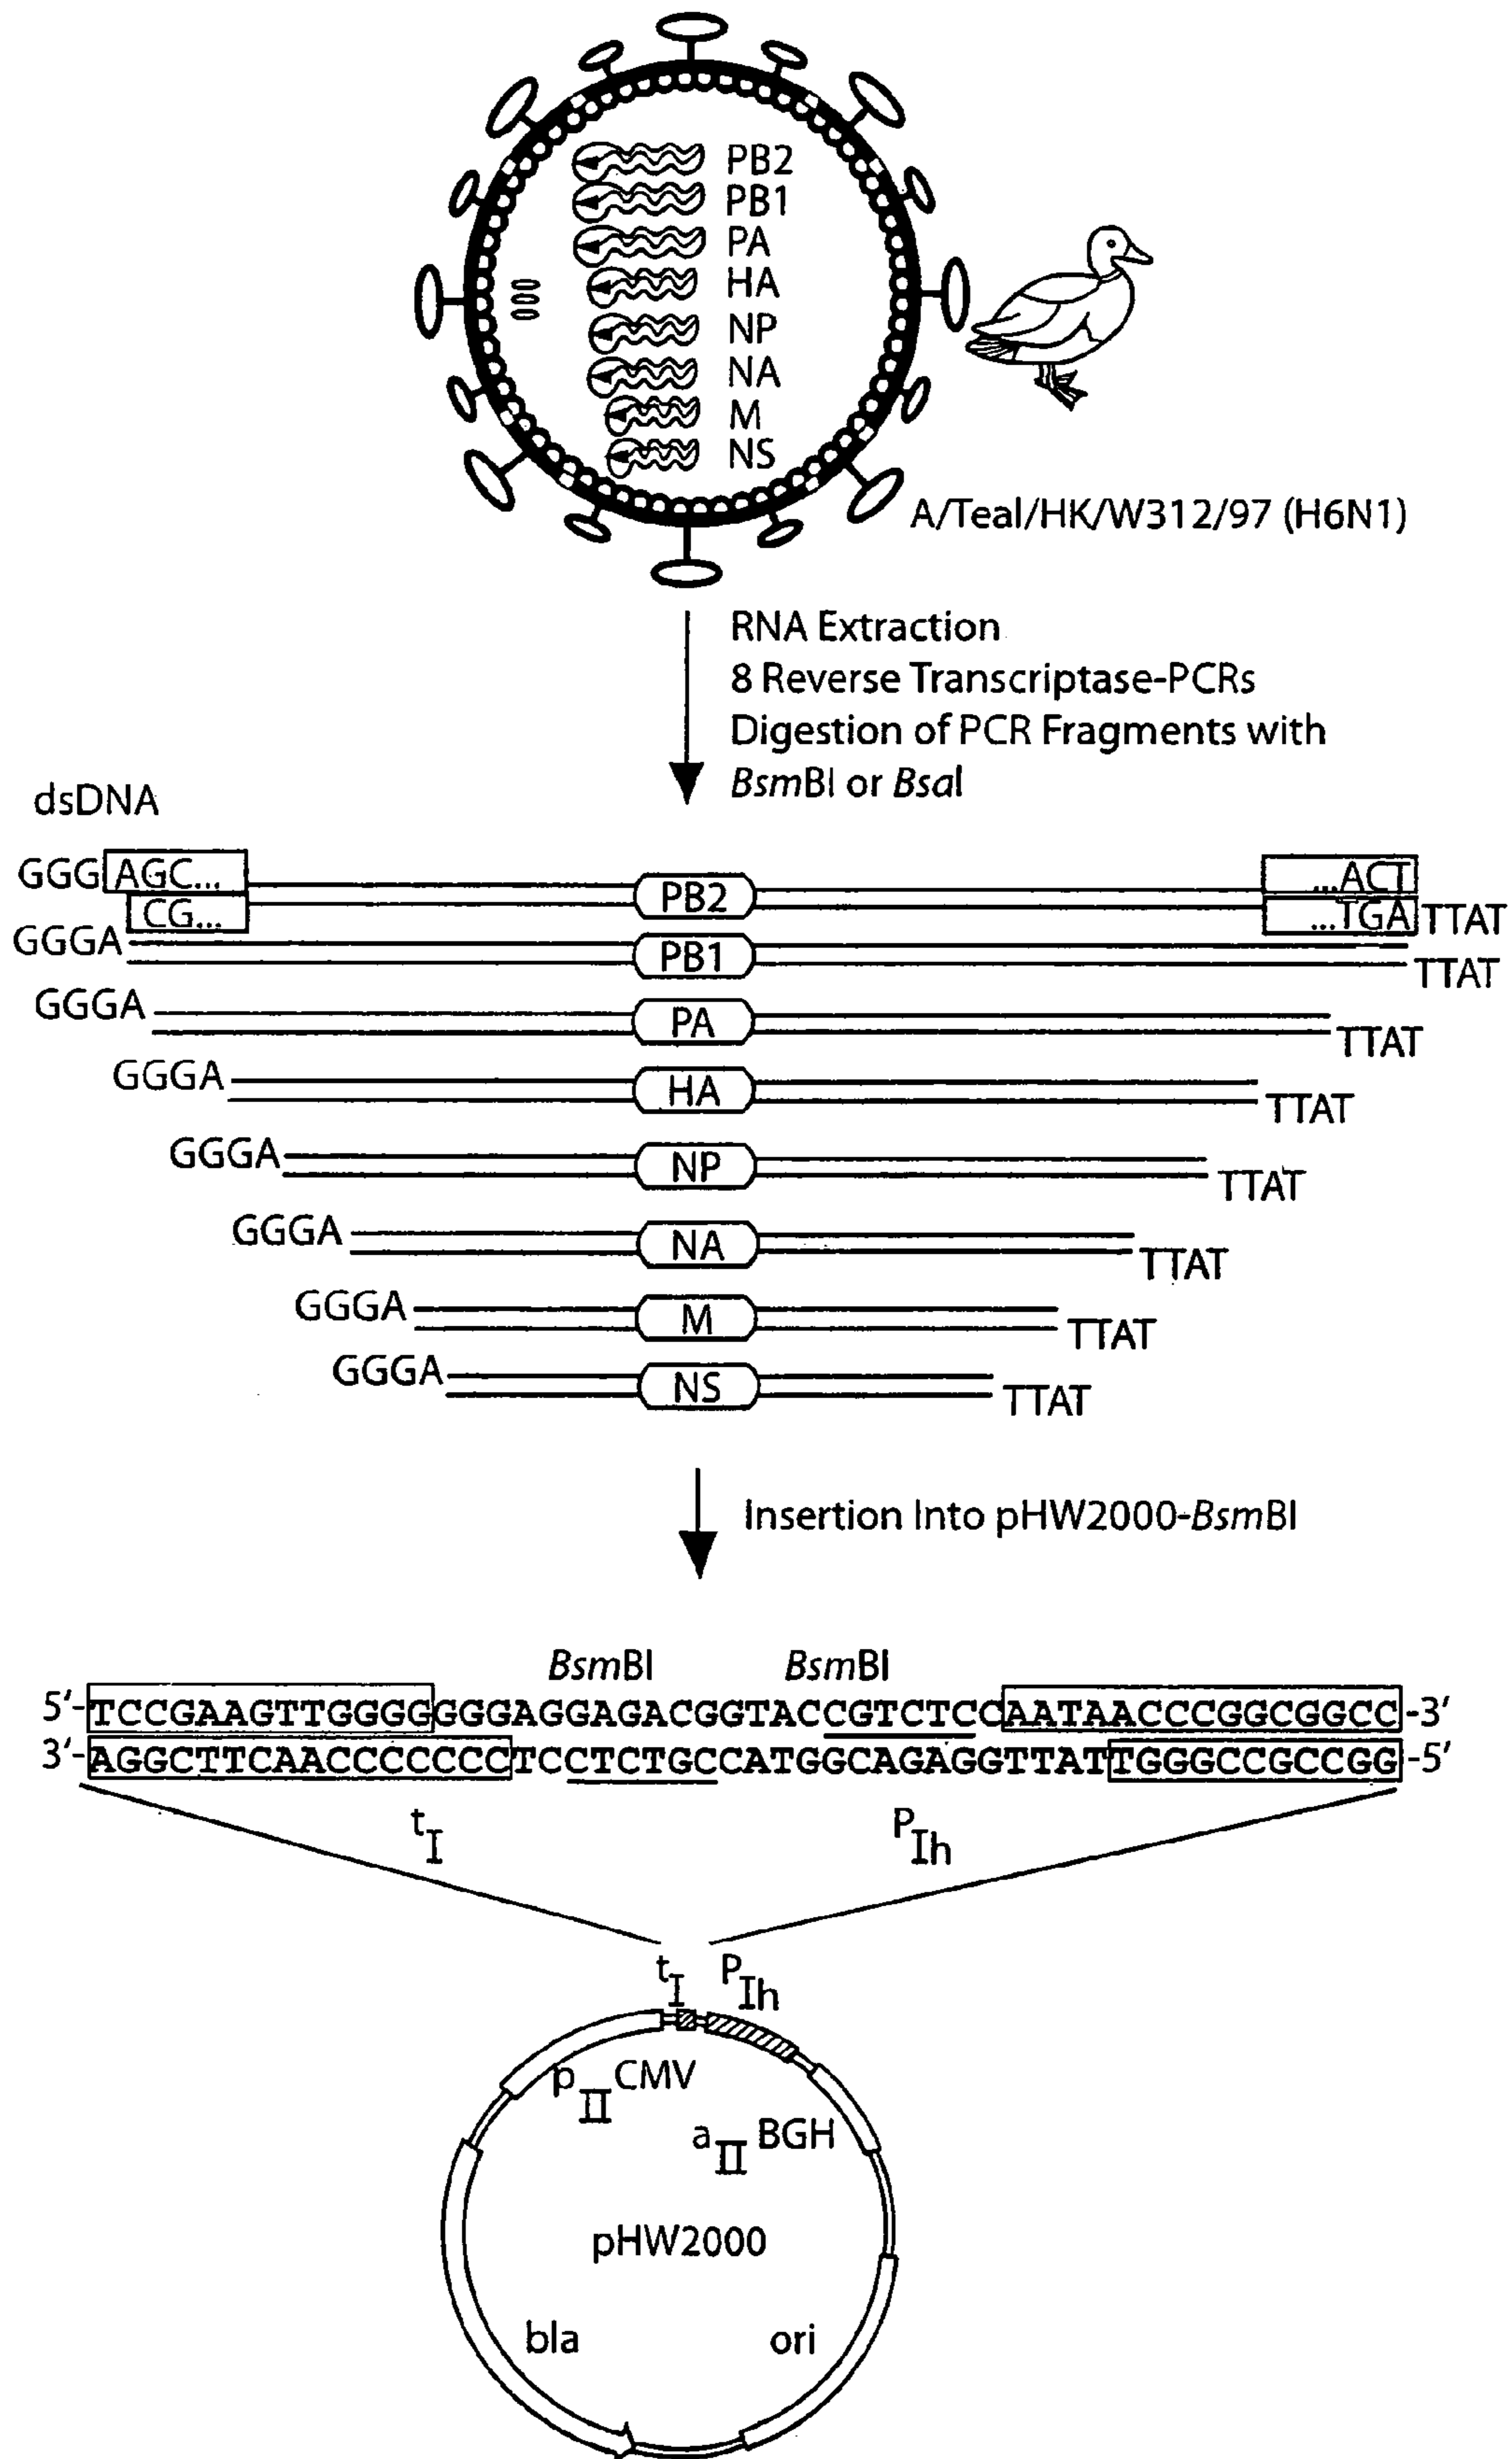 PB2
PB1
PA
HA
NP
NA
M
NS
A/Teal/HK/W312/97 (H6N1)
RNA Extraction
8 Reverse Transcriptase-PCRs
Digestion of PCR Fragments with
BsmBI or BsaI
dsDNA
GGG AGC... PB2 ...ACT
CG... ...TGA TTAT
GGGA PB1 TTAT
GGGA PA TTAT
GGGA HA TTAT
GGGA NP TTAT
GGGA NA TTAT
GGGA M TTAT
GGGA NS TTAT
Insertion Into pHW2000-BsmBI
BsmBI BsmBI
5′-TCCGAAGTTGGGGGGGAGGAGACGGTACCGTCTCCAATAACCCGGCGGCC-3′
3′-AGGCTTCAACCCCCCCTCCTCTGCCATGGCAGAGGTTATTGGGCCGCCGG-5′
tI PIh
tI PIh
pIICMV
aIIBGH
pHW2000
bla ori